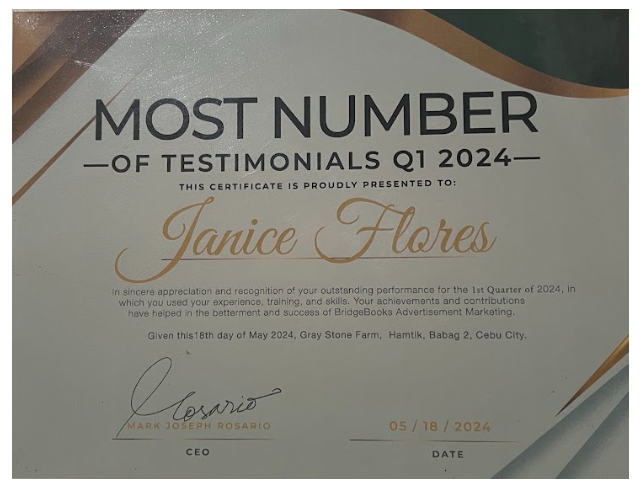 MOST NUMBER
—OF TESTIMONIALS Q1 2024—
THIS CERTIFICATE IS PROUDLY PRESENTED TO:
Janice Flores
In sincere appreciation and recognition of your outstanding performance for the 1st Quarter of 2024, in
which you used your experience, training, and skills. Your achievements and contributions
have helped in the betterment and success of BridgeBooks Advertisement Marketing.
Given this18th day of May 2024, Gray Stone Farm, Hamtik, Babag 2, Cebu City.
Rosario
MARK JOSEPH ROSARIO
05 / 18 / 2024
CEO
DATE